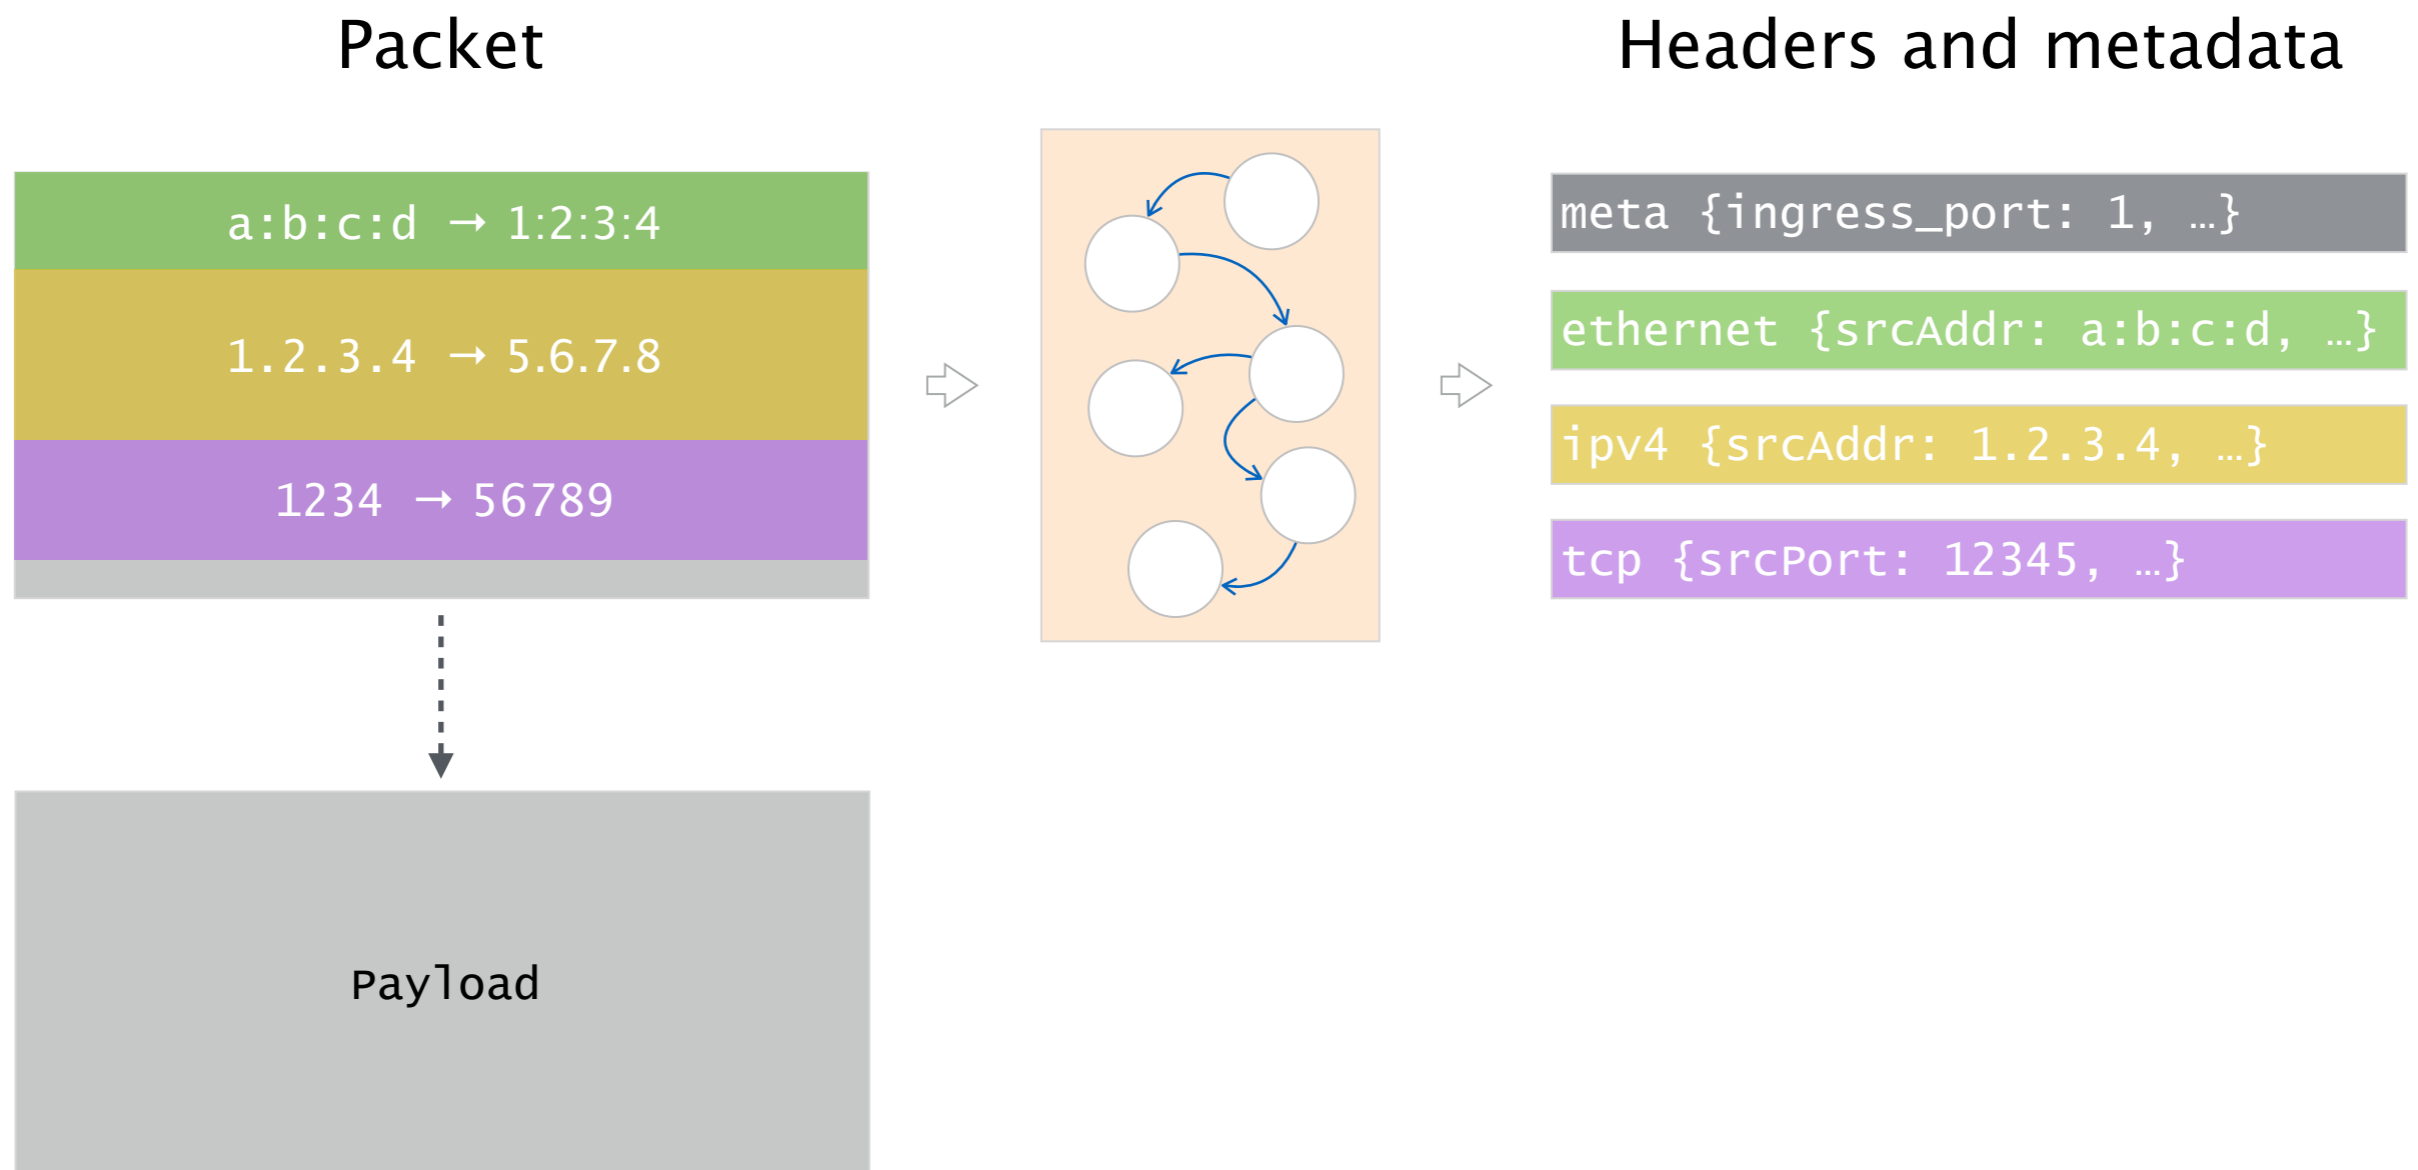 Packet
Headers and metadata
a:b:c:d → 1:2:3:4
1.2.3.4 → 5.6.7.8
1234 → 56789
Payload
meta {ingress_port: 1, …}
ethernet {srcAddr: a:b:c:d, …}
ipv4 {srcAddr: 1.2.3.4, …}
tcp {srcPort: 12345, …}